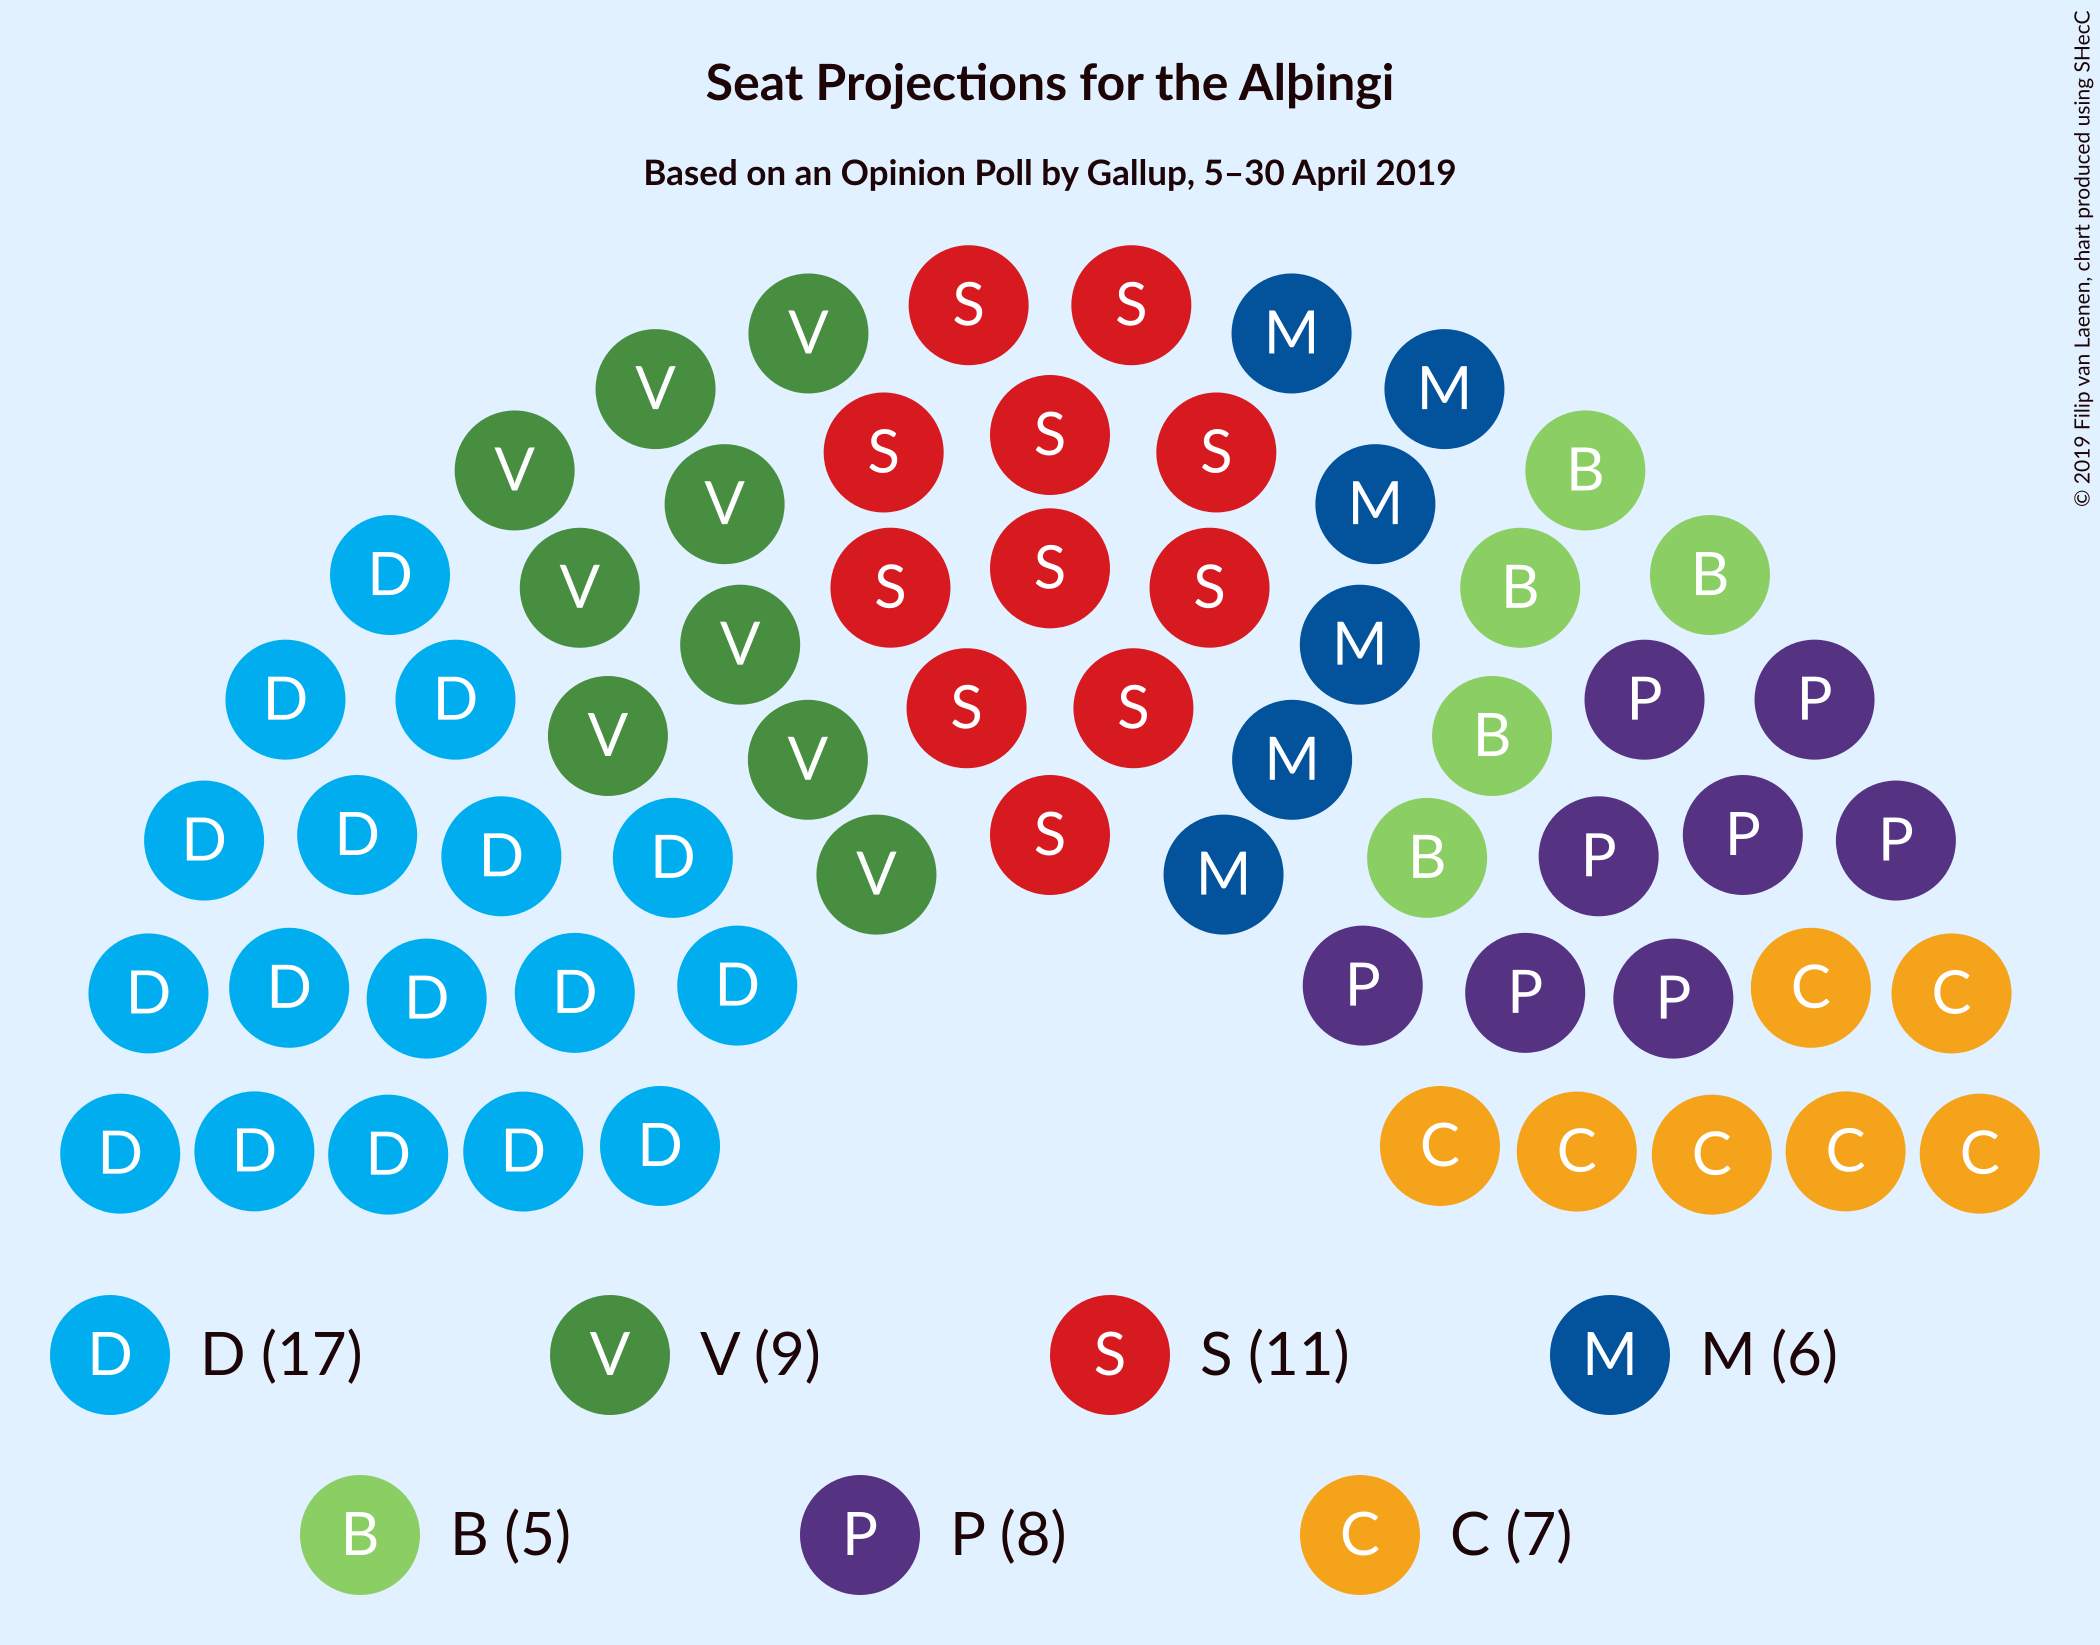 Seat Projections for the Alþingi
Based on an Opinion Poll by Gallup, 5–30 April 2019
© 2019 Filip van Laenen, chart produced using SHecC
S S
V M
V M
S
S S
V B
V M
S
D B
V S S B
V M
D D P P
S S
V B
V M
D D P P
S
D D B P
D V M P
D P
D D P C
D D P C
D P C
D D D D D C C C C C
D D (17) V V (9) S S (11) M M (6)
B B (5) P P (8) C C (7)